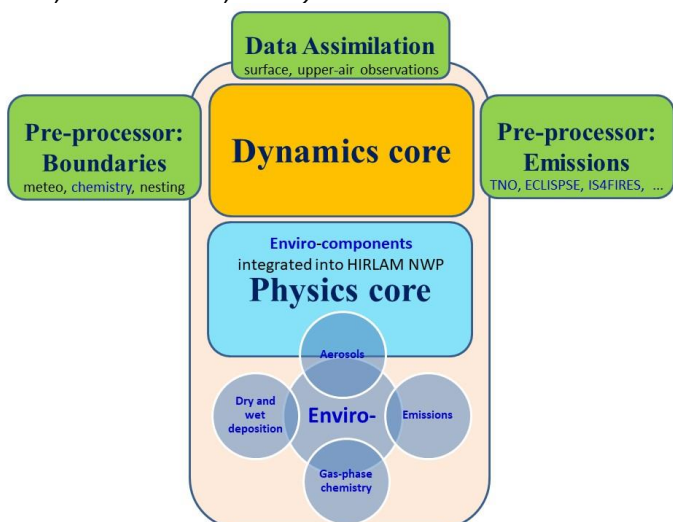 Data Assimilation
surface, upper-air observations
Pre-processor:
Boundaries
meteo, chemistry, nesting
Dynamics core
Pre-processor:
Emissions
TNO, ECLISPSE, IS4FIRES, ...
Enviro-components
integrated into HIRLAM NWP
Physics core
Aerosols
Dry and
wet
deposition
Enviro-
Emissions
Gas-phase
chemistry